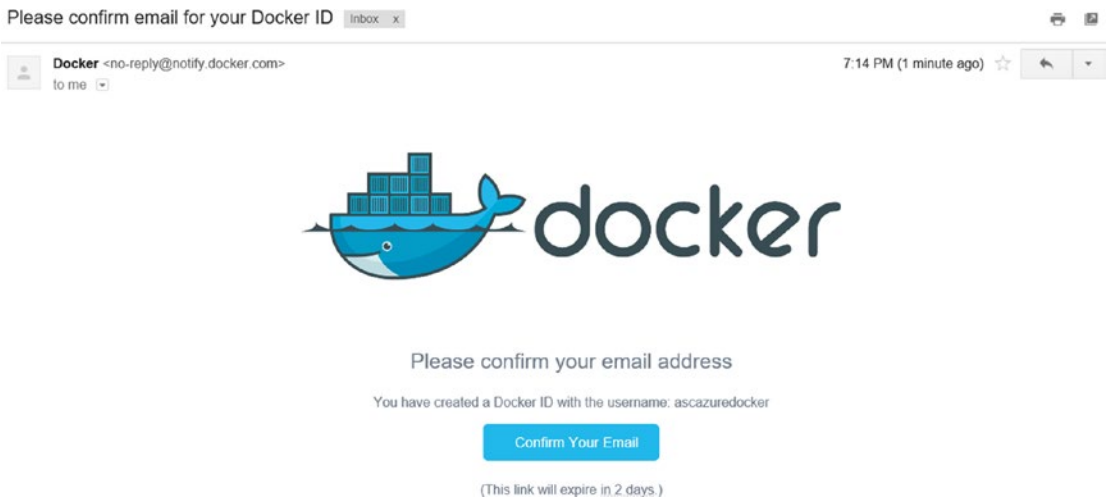 Please confirm email for your Docker ID Inbox x
Docker <no-reply@notify.docker.com> 7:14 PM (1 minute ago)
to me
docker
Please confirm your email address
You have created a Docker ID with the username: ascazuredocker
Confirm Your Email
(This link will expire in 2 days.)